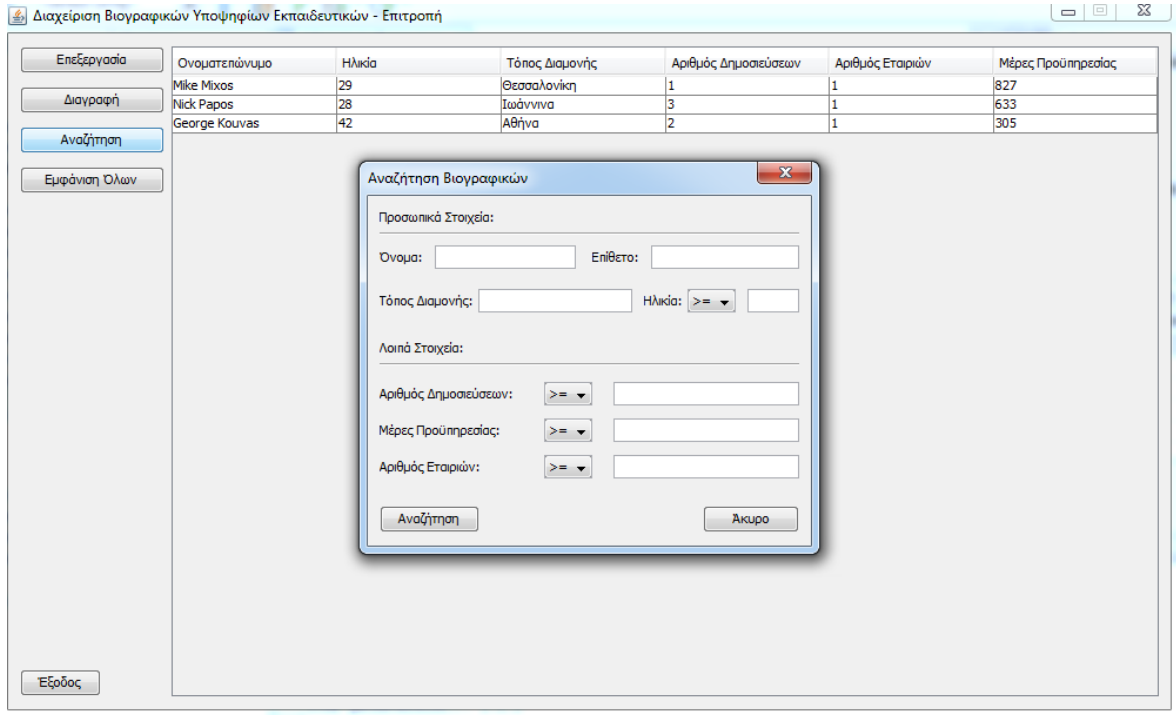 Διαχείριση Βιογραφικών Υποψηφίων Εκπαιδευτικών - Επιτροπή
Επεξεργασία
Διαγραφή
Αναζήτηση
Εμφάνιση Όλων
Ονοματεπώνυμο Ηλικία Τόπος Διαμονής Αριθμός Δημοσιεύσεων Αριθμός Εταιριών Μέρες Προϋπηρεσίας
Mike Mixos 29 Θεσσαλονίκη 1 1 827
Nick Papos 28 Ιωάννινα 3 1 633
George Kouvas 42 Αθήνα 2 1 305
Αναζήτηση Βιογραφικών
Προσωπικά Στοιχεία:
Όνομα: Επίθετο:
Τόπος Διαμονής: Ηλικία: >=
Λοιπά Στοιχεία:
Αριθμός Δημοσιεύσεων: >=
Μέρες Προϋπηρεσίας: >=
Αριθμός Εταιριών: >=
Αναζήτηση Άκυρο
Έξοδος